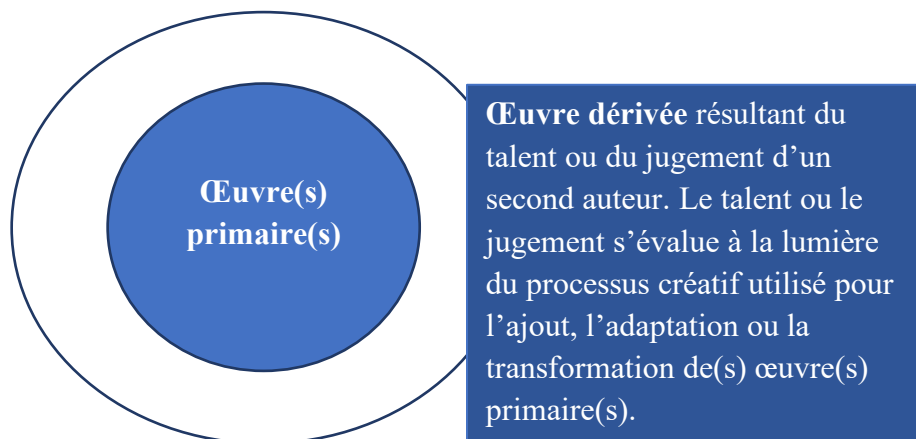 Œuvre(s)
primaire(s)
Œuvre dérivée résultant du
talent ou du jugement d’un
second auteur. Le talent ou le
jugement s’évalue à la lumière
du processus créatif utilisé pour
l’ajout, l’adaptation ou la
transformation de(s) œuvre(s)
primaire(s).